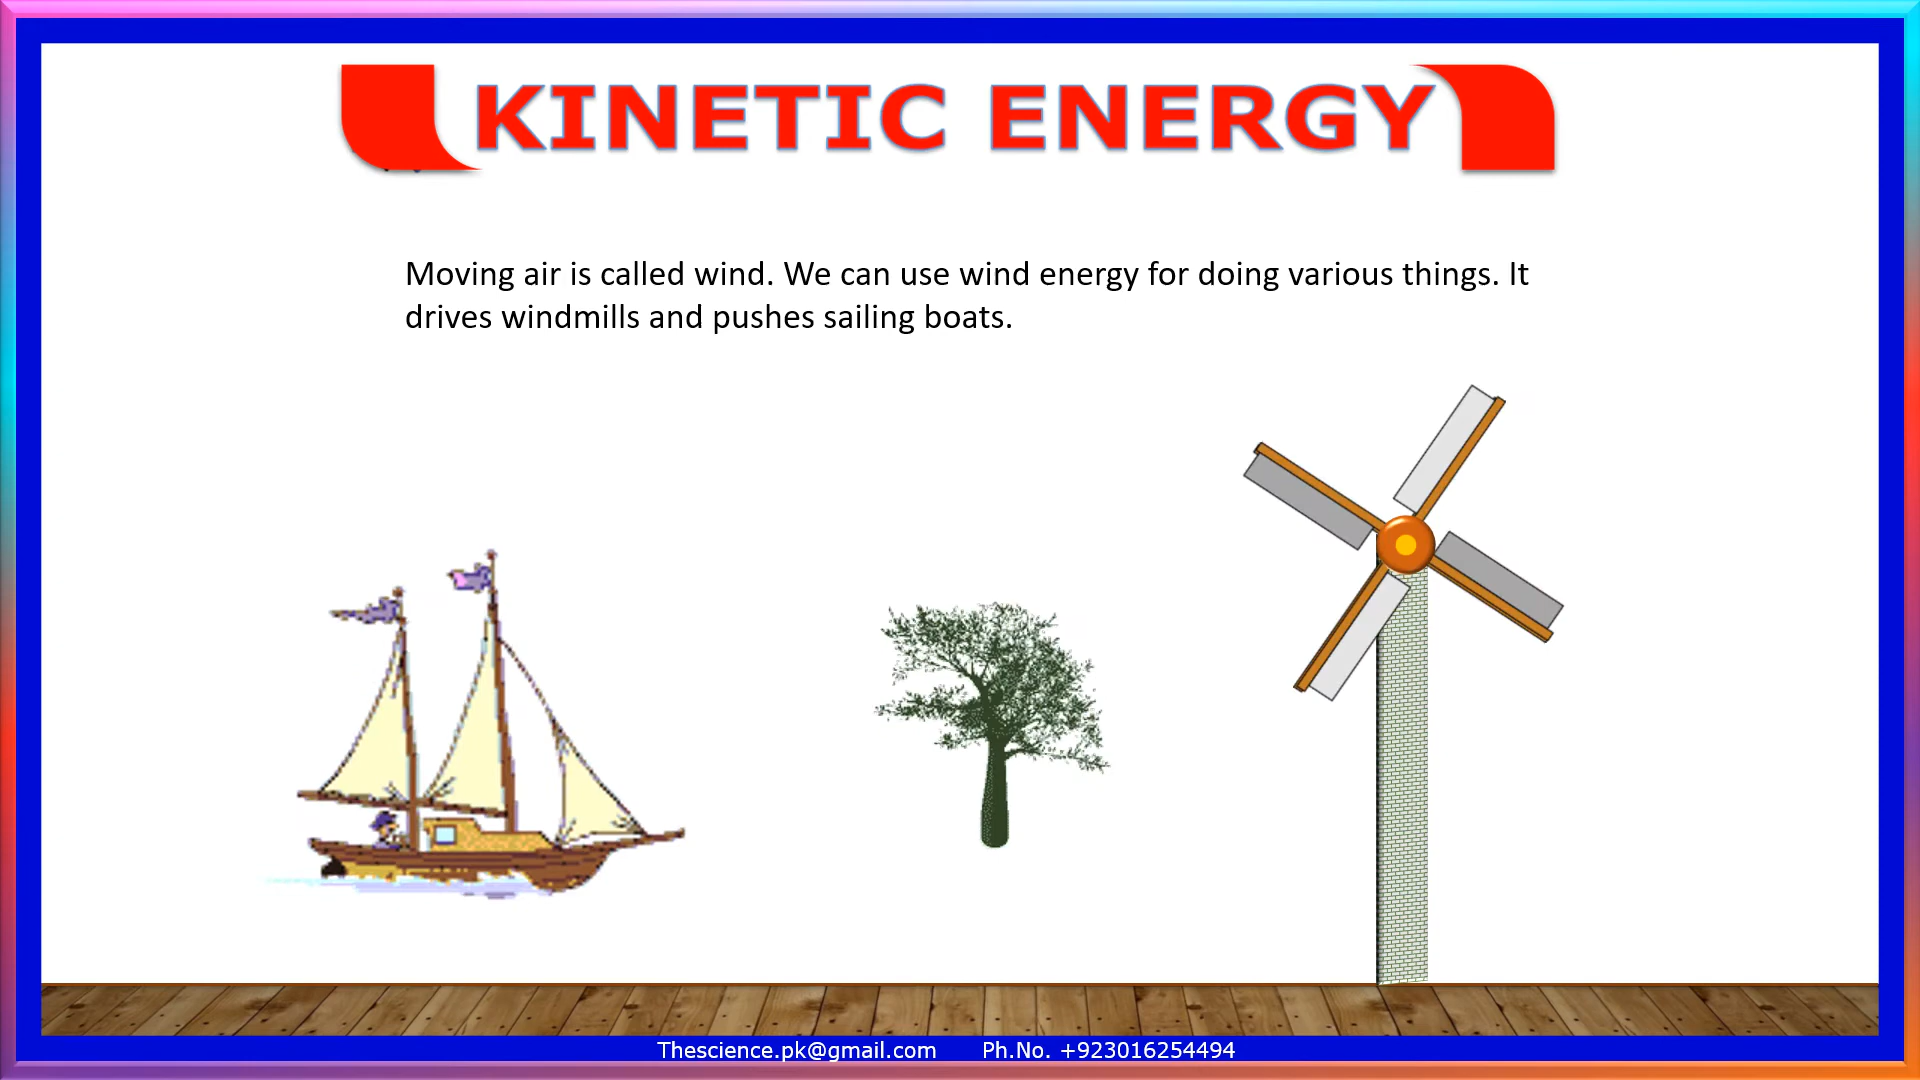 KINETIC ENERGY
Moving air is called wind. We can use wind energy for doing various things. It
drives windmills and pushes sailing boats.
Thescience.pk@gmail.com Ph.No. +923016254494